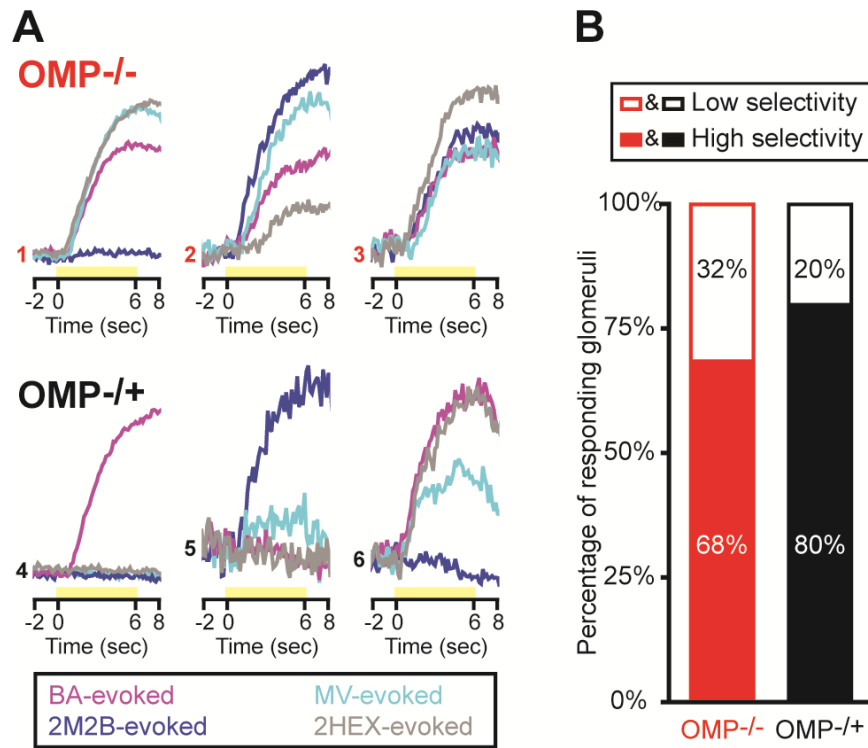 A
OMP-/-
1
2
3
-2 0 6 8
-2 0 6 8
-2 0 6 8
Time (sec)
Time (sec)
Time (sec)
OMP-/+
4
5
6
-2 0 6 8
-2 0 6 8
-2 0 6 8
Time (sec)
Time (sec)
Time (sec)
BA-evoked
MV-evoked
2M2B-evoked
2HEX-evoked
B
& Low selectivity
& High selectivity
Percentage of responding glomeruli
100%
75%
50%
25%
0%
32%
20%
68%
80%
OMP-/-
OMP-/+